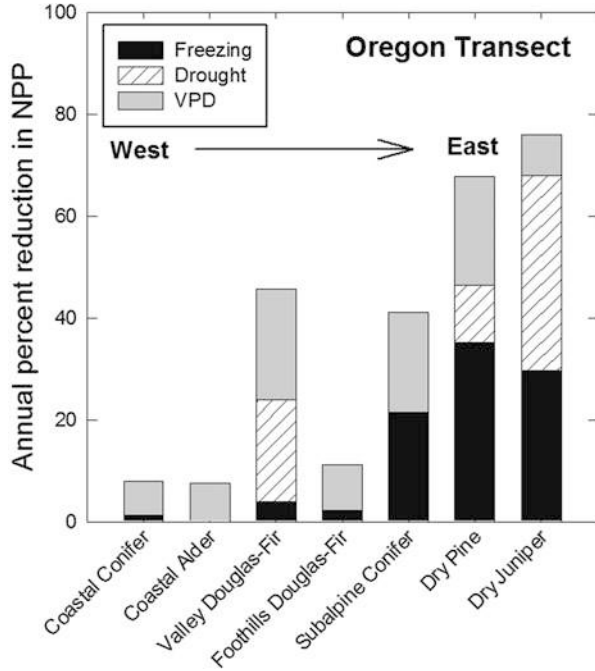 Oregon Transect
Freezing
Drought
VPD
West
East
Annual percent reduction in NPP
100
80
60
40
20
0
Coastal Conifer
Coastal Alder
Valley Douglas-Fir
Foothills Douglas-Fir
Subalpine Conifer
Dry Pine
Dry Juniper